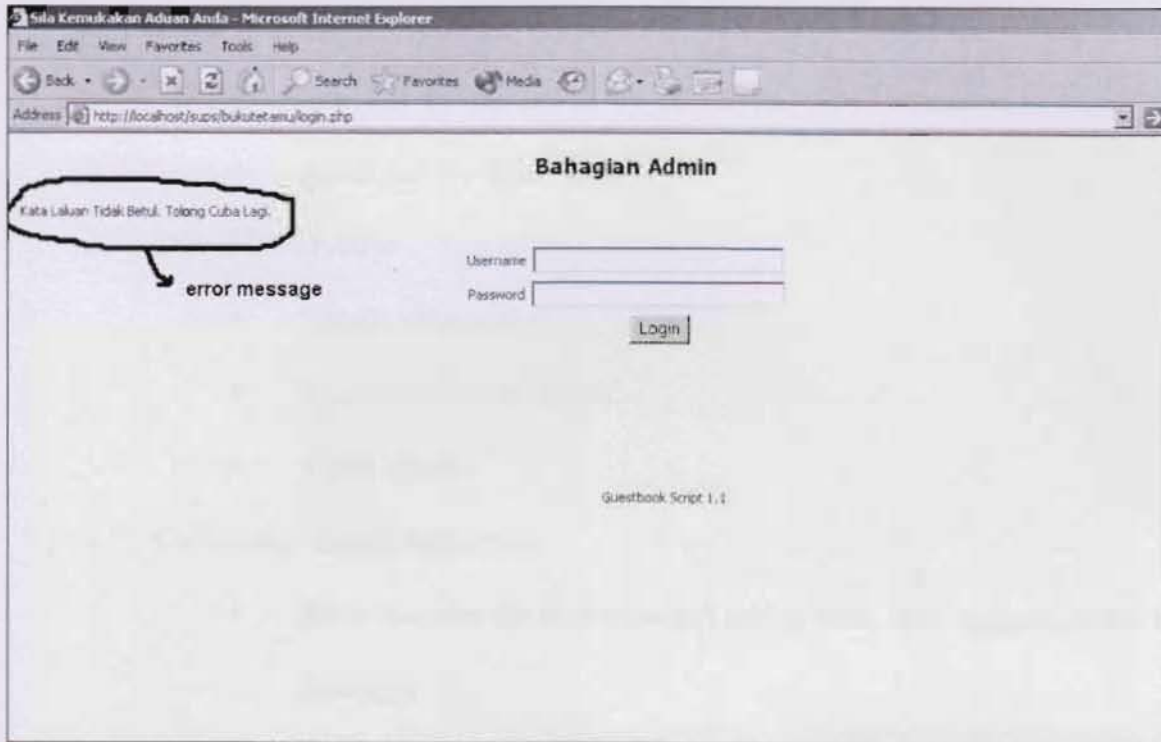 Sila Kemukakan Aduan Anda - Microsoft Internet Explorer
File Edit View Favorites Tools Help
Back Search Favorites Media
Address http://localhost/sups/bukutetamu/login.php
Bahagian Admin
Kata Laluan Tidak Betul. Tolong Cuba Lagi.
error message
Username
Password
Login
Guestbook Script 1.1